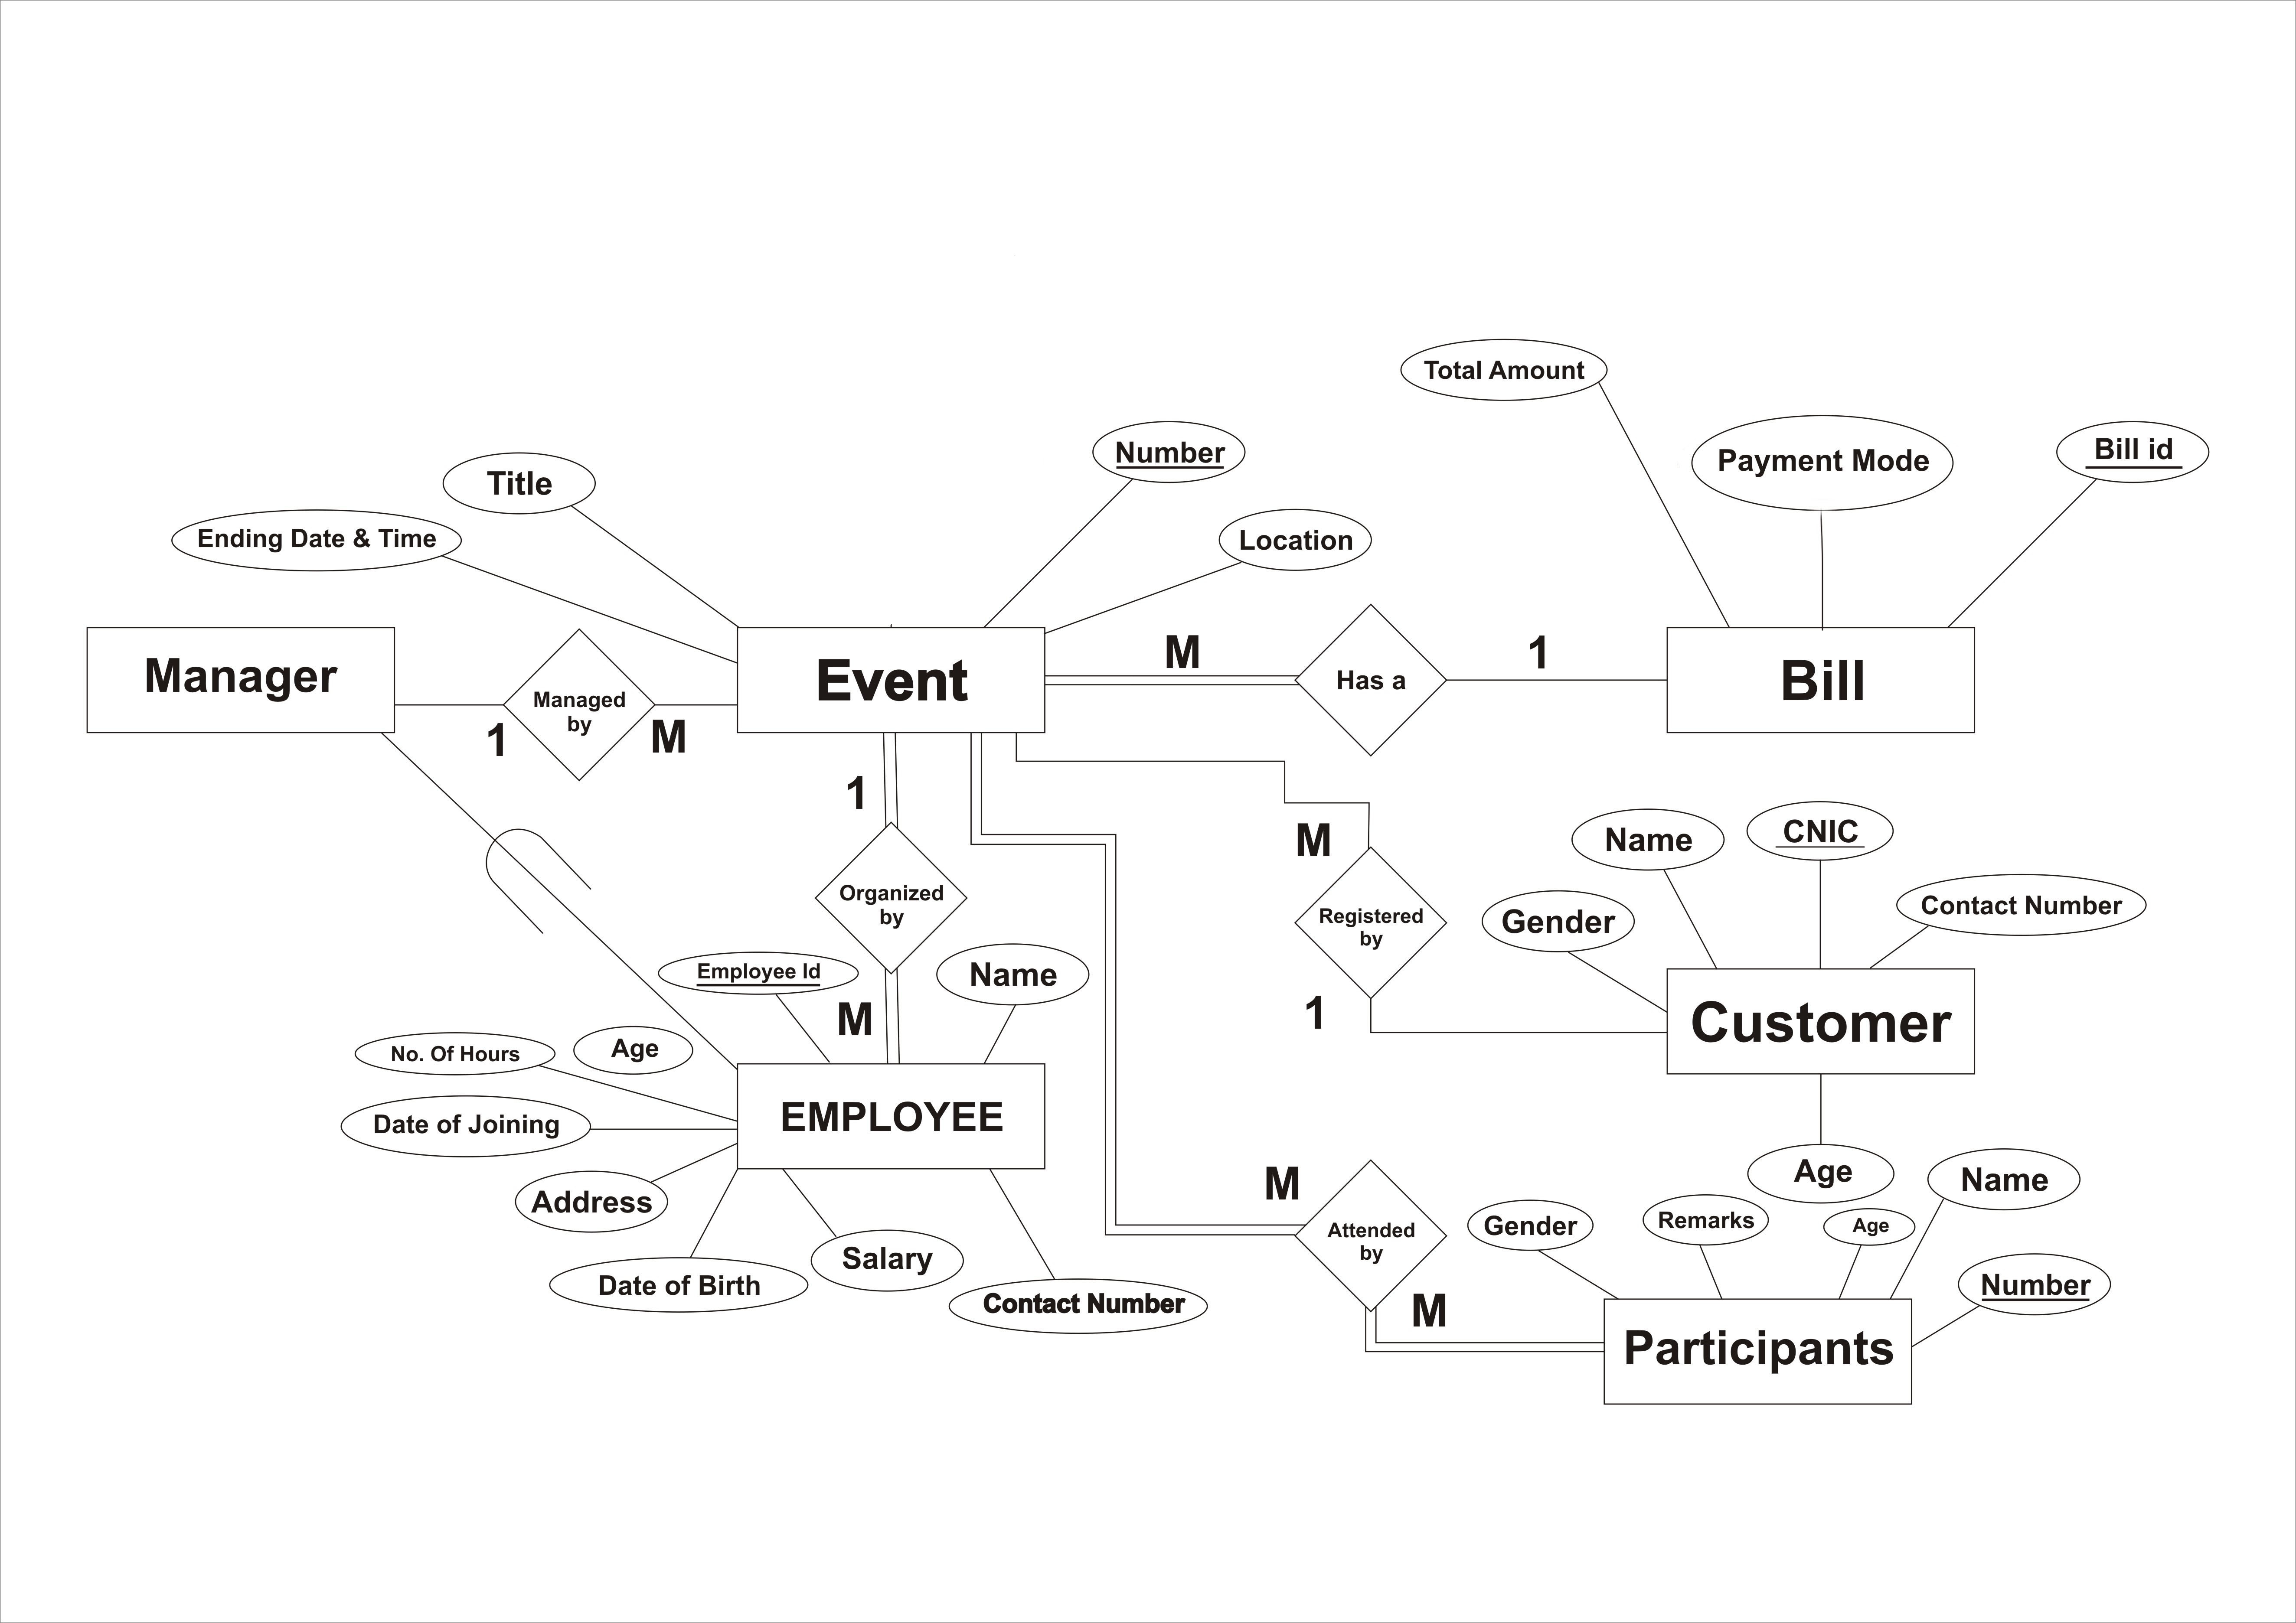 Total Amount
Payment Mode
Bill id
Number
Title
Ending Date & Time
Location
Manager
Managed
by
1
M
Event
M
Has a
1
Bill
1
Organized
by
M
M
Registered
by
1
Name
CNIC
Gender
Contact Number
Customer
Age
Employee Id
Name
No. Of Hours
Age
Date of Joining
EMPLOYEE
Address
Date of Birth
Salary
Contact Number
M
Attended
by
M
Gender
Remarks
Age
Name
Number
Participants